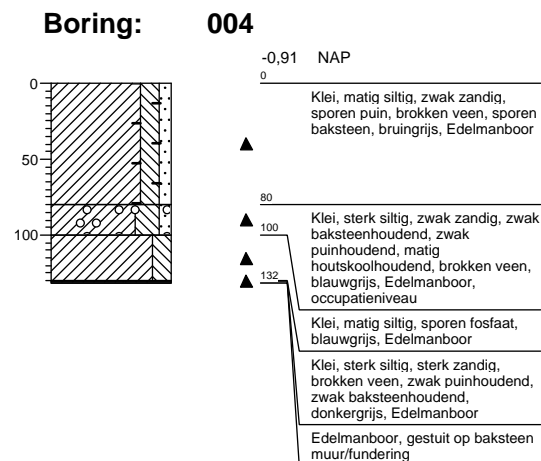 Boring: 004
-0,91 NAP
0
0
Klei, matig siltig, zwak zandig,
sporen puin, brokken veen, sporen
baksteen, bruingrijs, Edelmanboor
50
80
Klei, sterk siltig, zwak zandig, zwak
baksteenhoudend, zwak
puinhoudend, matig
houtskoolhoudend, brokken veen,
blauwgrijs, Edelmanboor,
occupatieniveau
100
100
Klei, matig siltig, sporen fosfaat,
blauwgrijs, Edelmanboor
132
Klei, sterk siltig, sterk zandig,
brokken veen, zwak puinhoudend,
zwak baksteenhoudend,
donkergrijs, Edelmanboor
Edelmanboor, gestuit op baksteen
muur/fundering